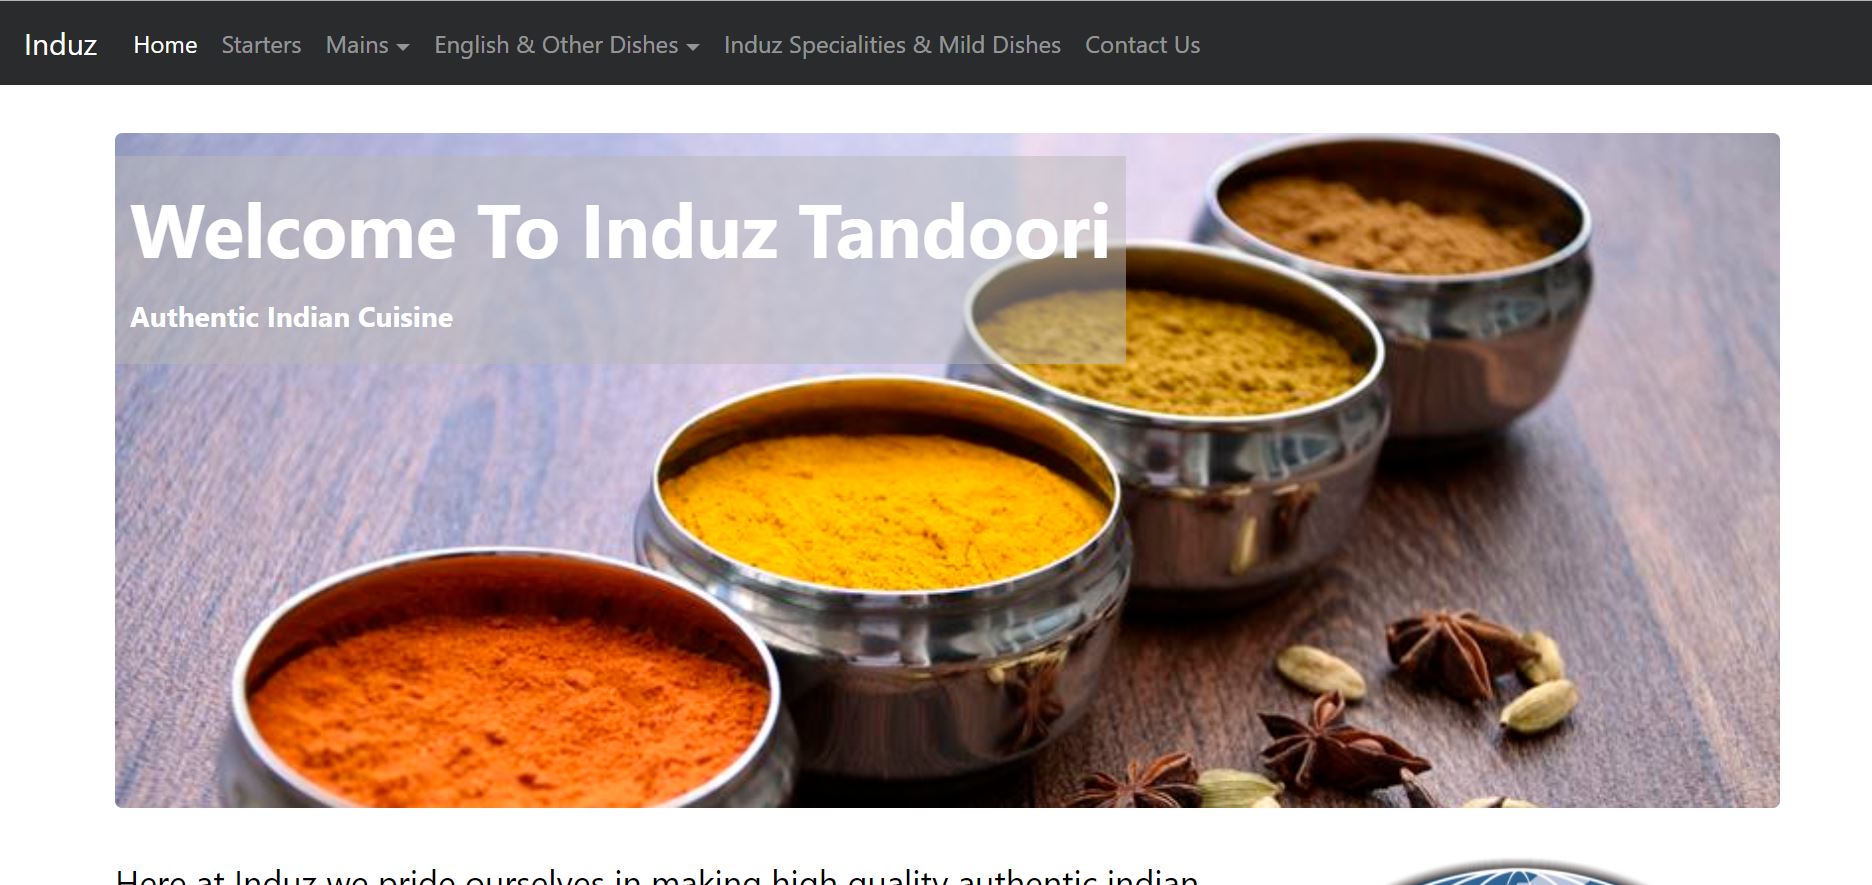 Induz Home Starters Mains English & Other Dishes Induz Specialities & Mild Dishes Contact Us
Welcome To Induz Tandoori
Authentic Indian Cuisine
Here at Induz we pride ourselves in making high quality authentic indian